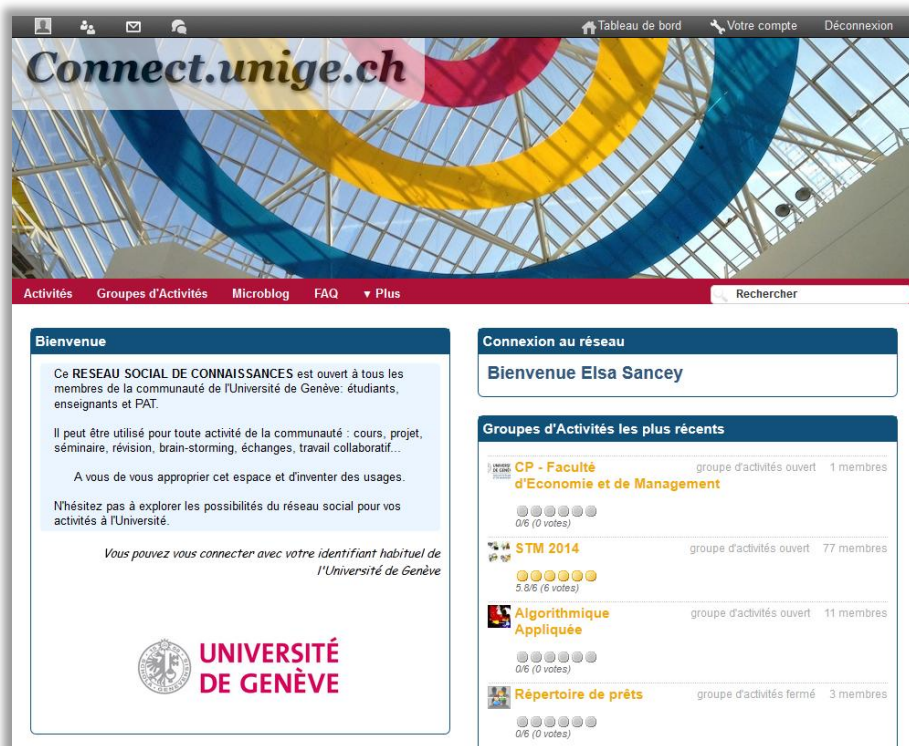 Tableau de bord Votre compte Déconnexion
Connect.unige.ch
Activités Groupes d'Activités Microblog FAQ ▾ Plus Rechercher
Bienvenue
Ce RESEAU SOCIAL DE CONNAISSANCES est ouvert à tous les
membres de la communauté de l'Université de Genève: étudiants,
enseignants et PAT.
Il peut être utilisé pour toute activité de la communauté : cours, projet,
séminaire, révision, brain-storming, échanges, travail collaboratif...
A vous de vous approprier cet espace et d'inventer des usages.
N'hésitez pas à explorer les possibilités du réseau social pour vos
activités à l'Université.
Vous pouvez vous connecter avec votre identifiant habituel de
l'Université de Genève
UNIVERSITÉ
DE GENÈVE
Connexion au réseau
Bienvenue Elsa Sancey
Groupes d'Activités les plus récents
CP - Faculté groupe d'activités ouvert 1 membres
d'Economie et de Management
0/6 (0 votes)
STM 2014 groupe d'activités ouvert 77 membres
5.8/6 (6 votes)
Algorithmique groupe d'activités ouvert 11 membres
Appliquée
0/6 (0 votes)
Répertoire de prêts groupe d'activités fermé 3 membres
0/6 (0 votes)